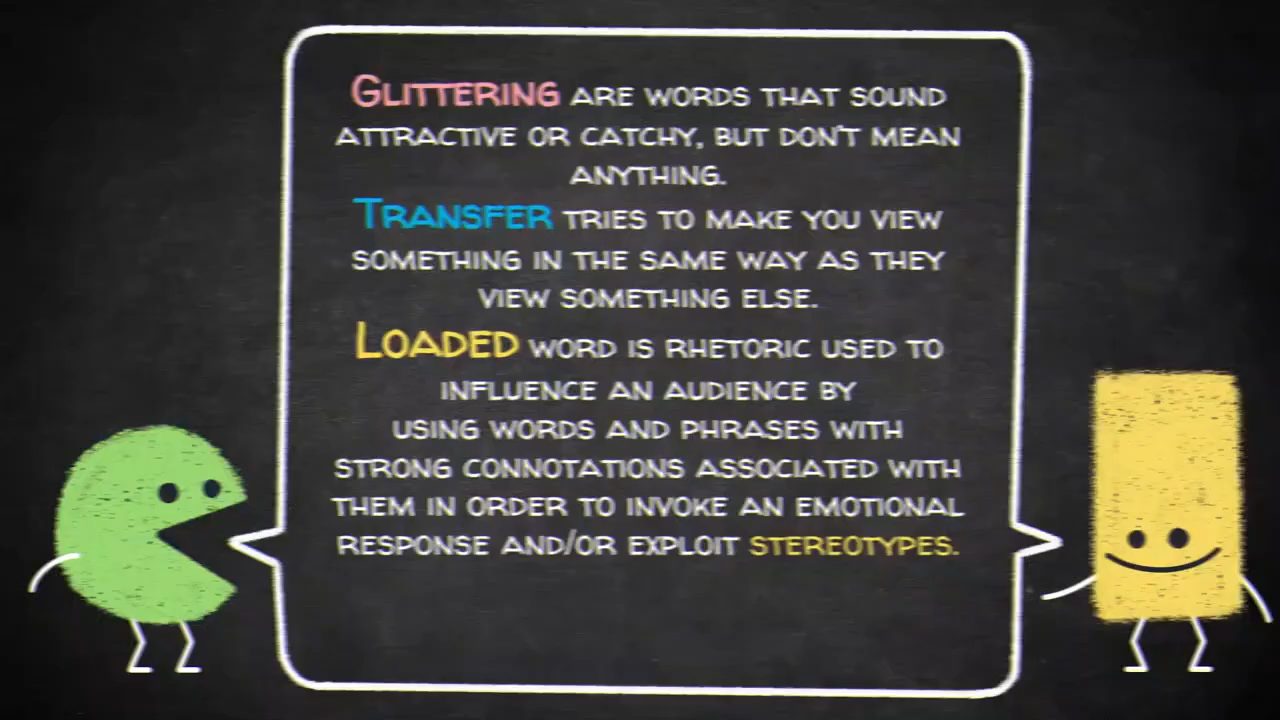 Glittering are words that sound
attractive or catchy, but don't mean
anything.
Transfer tries to make you view
something in the same way as they
view something else.
Loaded word is rhetoric used to
influence an audience by
using words and phrases with
strong connotations associated with
them in order to invoke an emotional
response and/or exploit stereotypes.